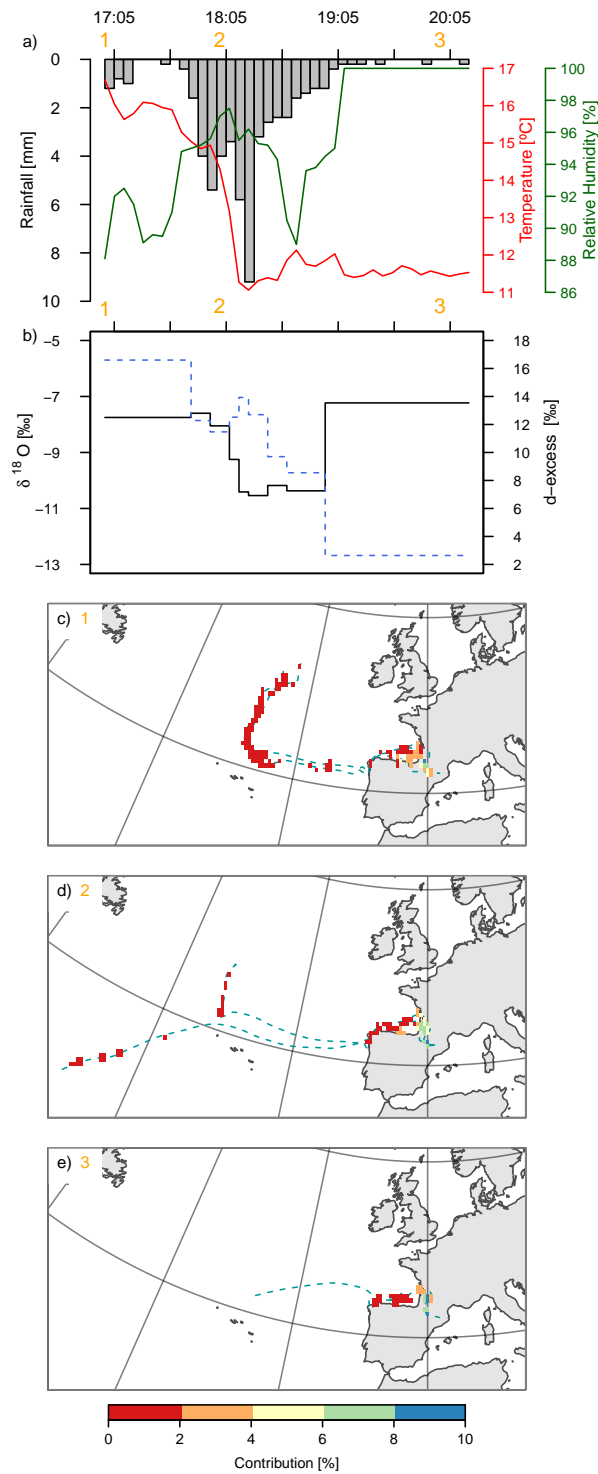 17:05 18:05 19:05 20:05
a) 1 2 3
0 2 4 6 8 10
Rainfall [mm]
17 16 15 14 13 12 11
Temperature [ºC]
100 98 96 94 92 90 88 86
Relative Humidity [%]
1 2 3
b)
−5 −7 −9 −11 −13
δ 18 O [‰]
18 16 14 12 10 8 6 4 2
d−excess [‰]
c) 1
d) 2
e) 3
0 2 4 6 8 10
Contribution [%]